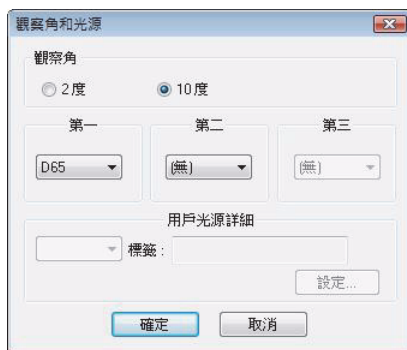 觀察角和光源
觀察角
2度 10度
第一 第二 第三
D65 (無) (無)
用戶光源詳細
標籤:
設定...
確定 取消